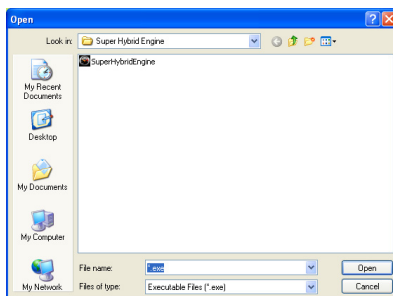 Open
Look in: Super Hybrid Engine
SuperHybridEngine
My Recent
Documents
Desktop
My Documents
My Computer
My Network
File name: *.exe Open
Files of type: Executable Files (*.exe) Cancel